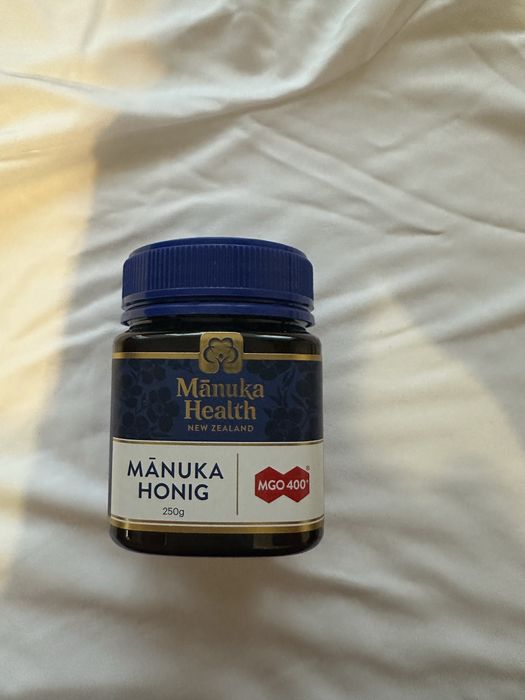 Mānuka
Health
NEW ZEALAND
MĀNUKA
HONIG
250g
MGO 400+
®